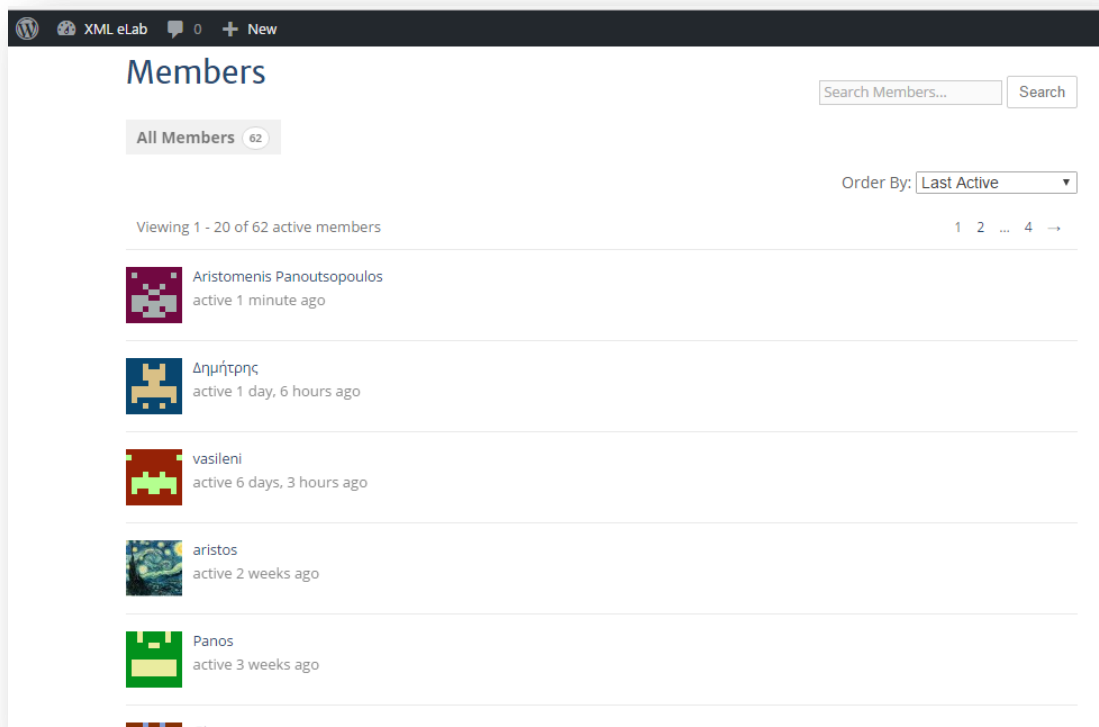 XML eLab 0 New
Members
Search Members... Search
All Members 62
Order By: Last Active
Viewing 1 - 20 of 62 active members 1 2 ... 4 →
Aristomenis Panoutsopoulos
active 1 minute ago
Δημήτρης
active 1 day, 6 hours ago
vasileni
active 6 days, 3 hours ago
aristos
active 2 weeks ago
Panos
active 3 weeks ago